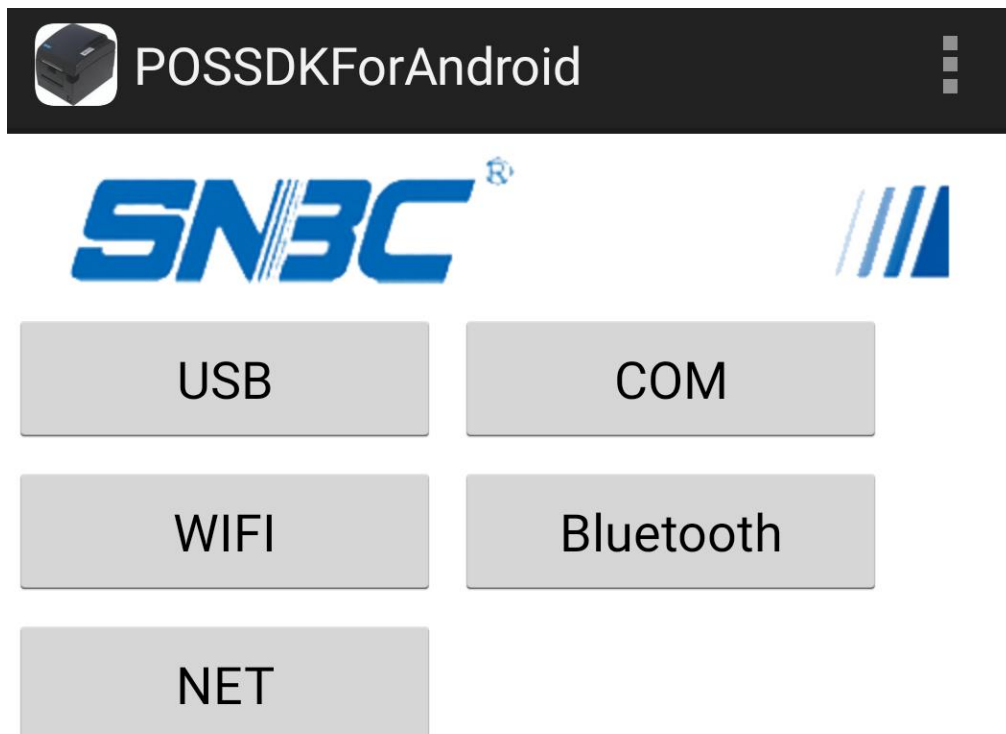 POSSDKForAndroid
SNBC®
USB
COM
WIFI
Bluetooth
NET